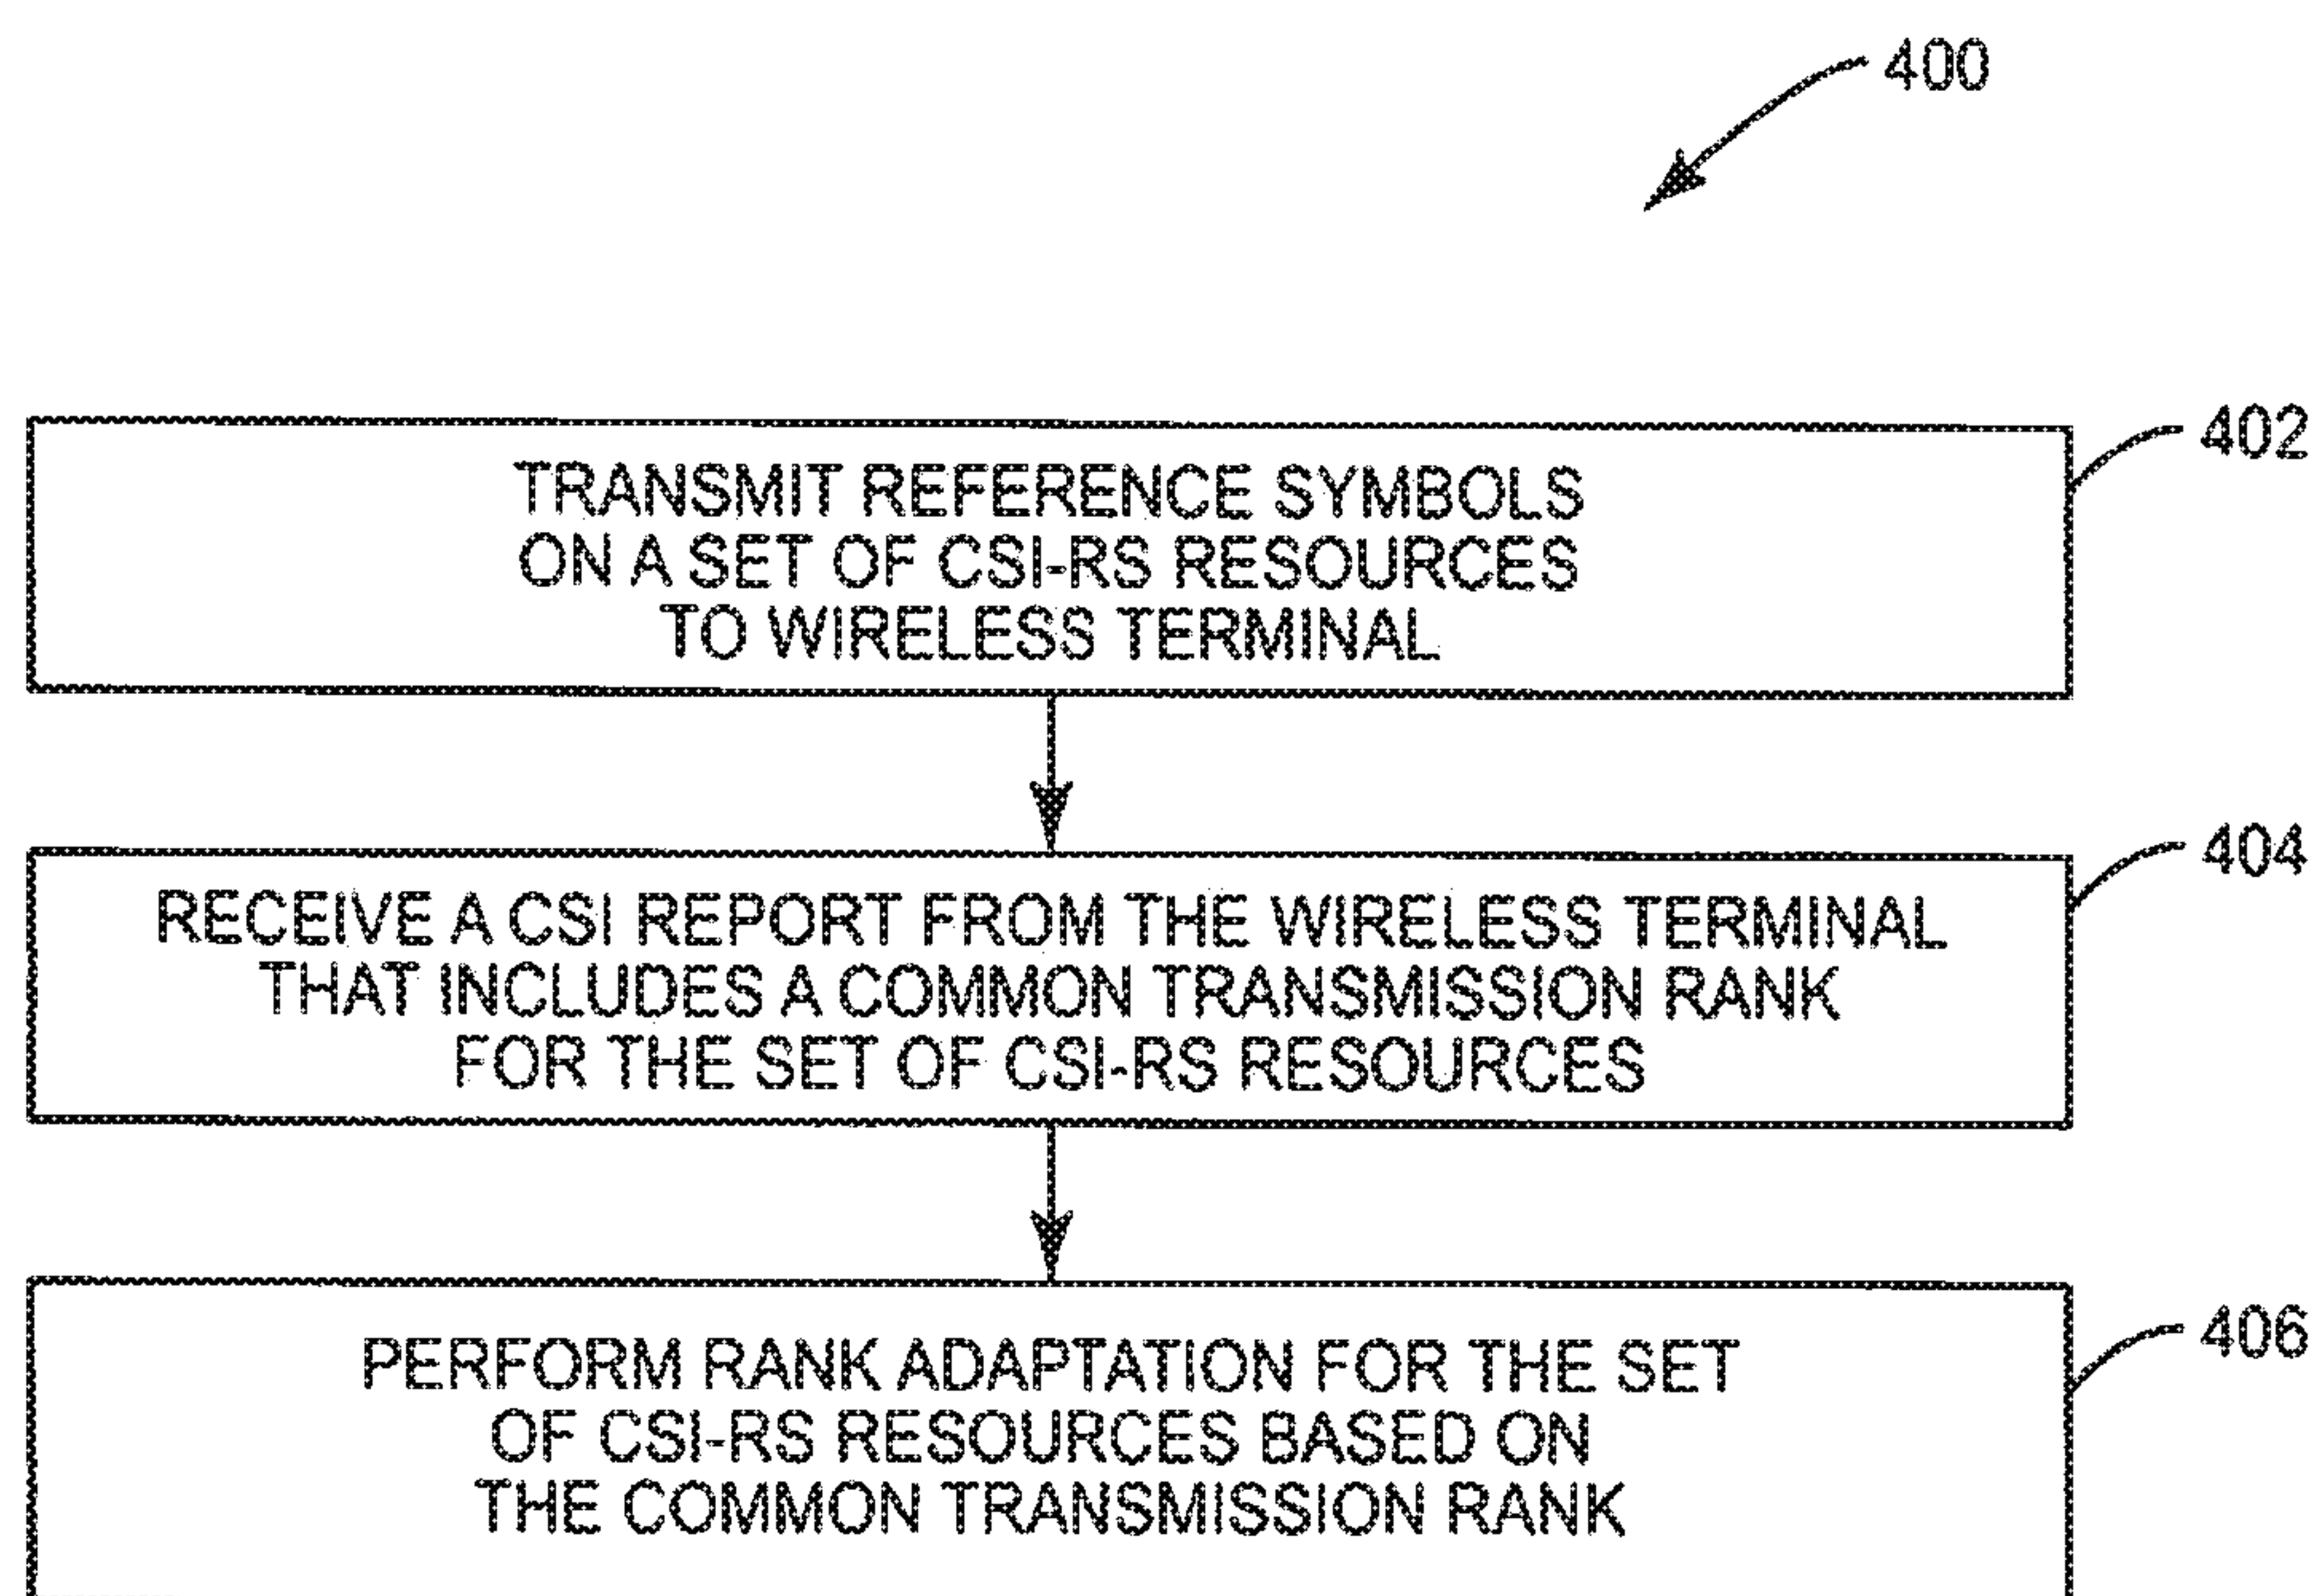 400
402
TRANSMIT REFERENCE SYMBOLS
ON A SET OF CSI-RS RESOURCES
TO WIRELESS TERMINAL
404
RECEIVE A CSI REPORT FROM THE WIRELESS TERMINAL
THAT INCLUDES A COMMON TRANSMISSION RANK
FOR THE SET OF CSI-RS RESOURCES
406
PERFORM RANK ADAPTATION FOR THE SET
OF CSI-RS RESOURCES BASED ON
THE COMMON TRANSMISSION RANK